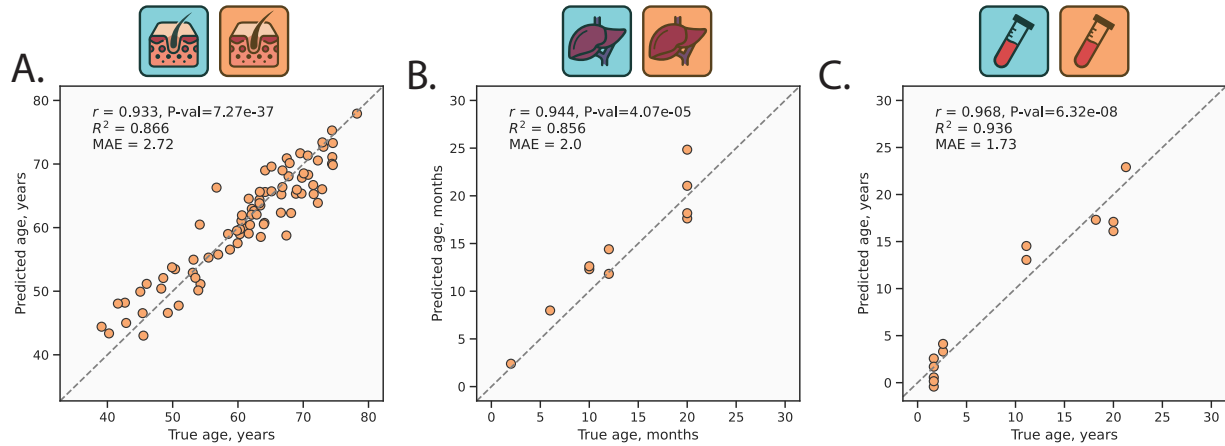 A.
r = 0.933, P-val=7.27e-37
R² = 0.866
MAE = 2.72
80
70
60
50
40
Predicted age, years
40 50 60 70 80
True age, years
B.
r = 0.944, P-val=4.07e-05
R² = 0.856
MAE = 2.0
30
25
20
15
10
5
0
Predicted age, months
0 5 10 15 20 25 30
True age, months
C.
r = 0.968, P-val=6.32e-08
R² = 0.936
MAE = 1.73
30
25
20
15
10
5
0
Predicted age, years
0 5 10 15 20 25 30
True age, years